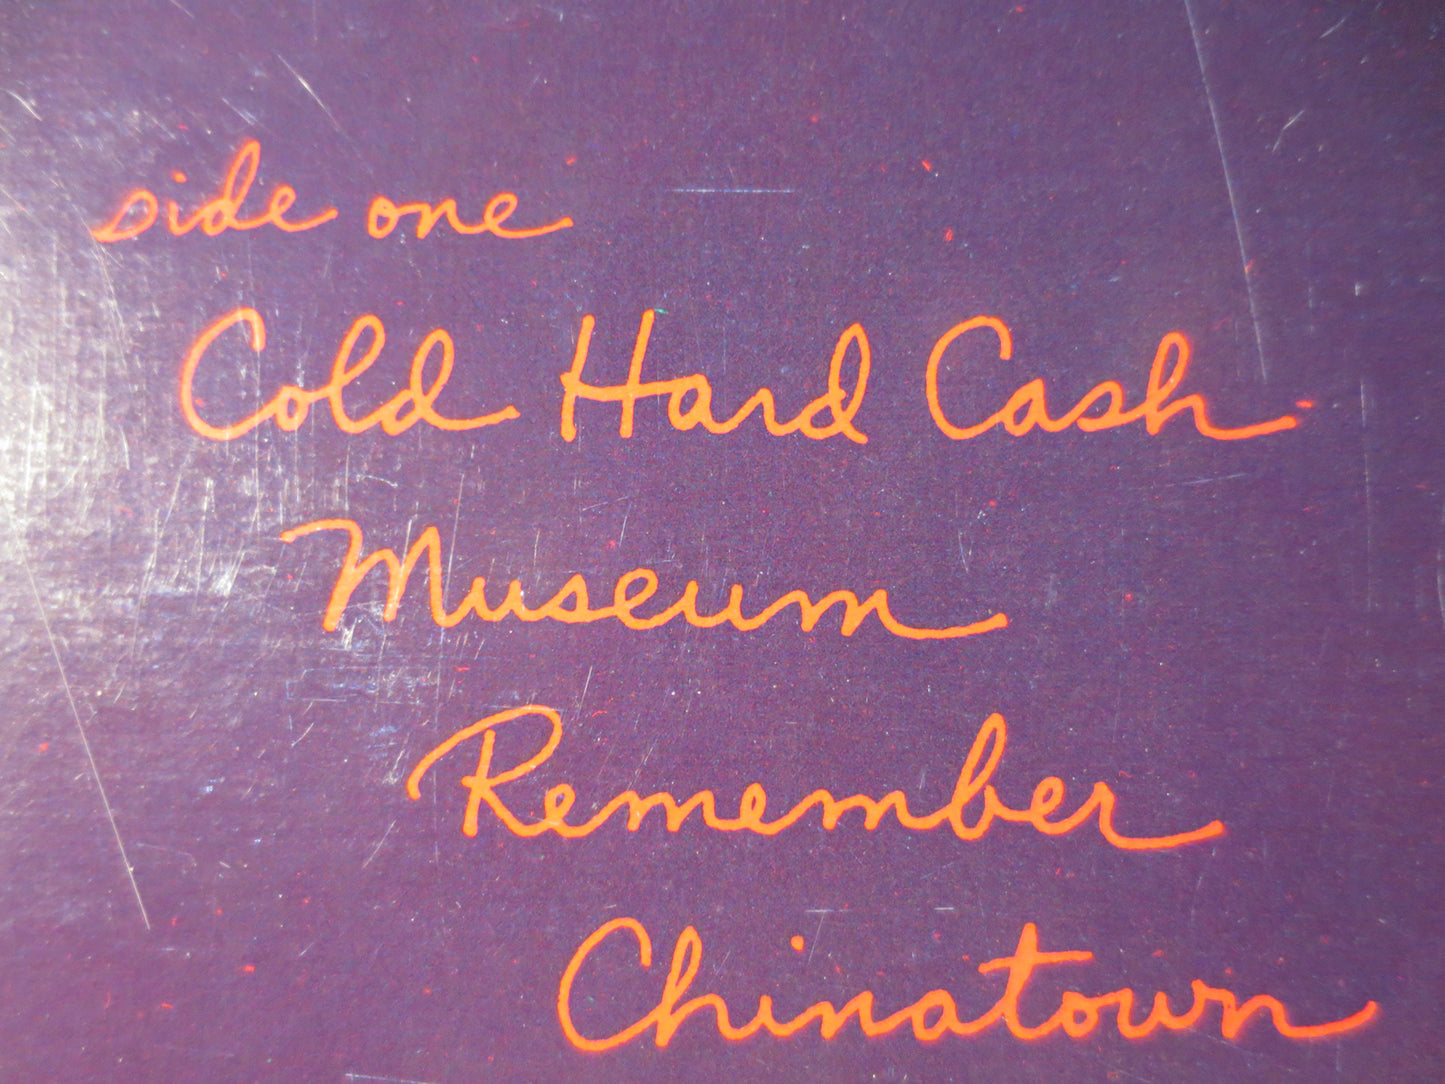 side one
Cold Hard Cash
Museum
Remember
Chinatown